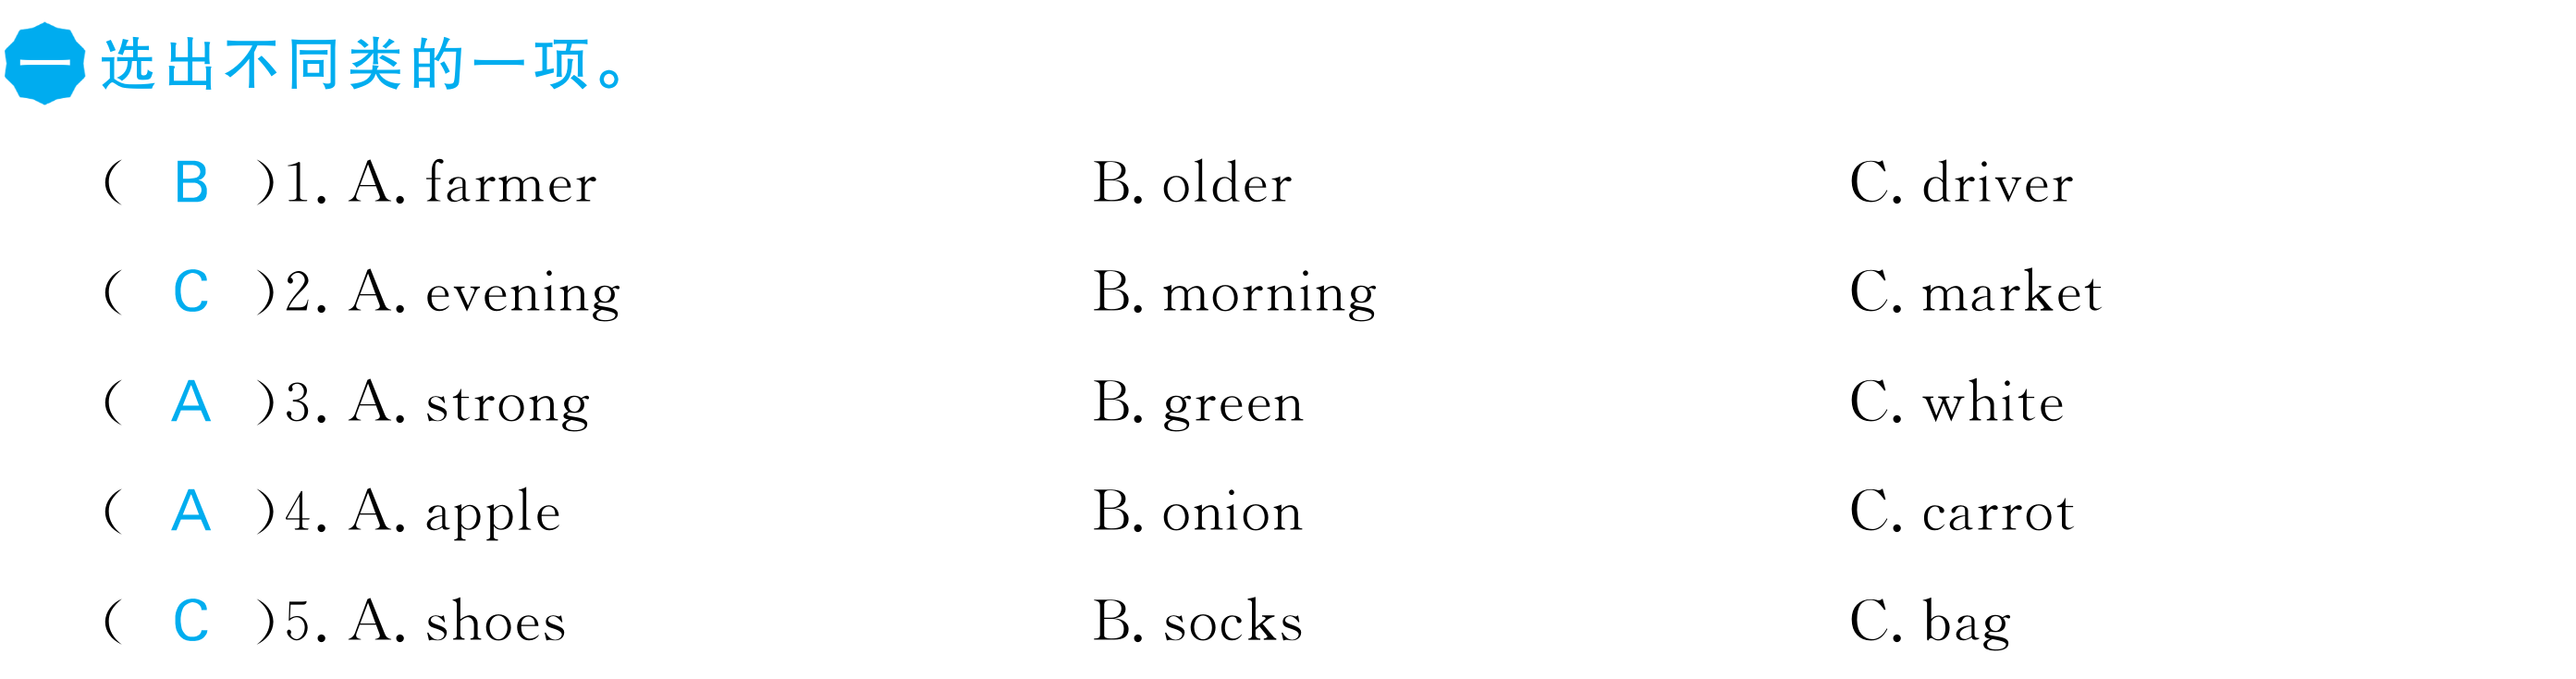 一 选出不同类的一项。
( B )1. A. farmer B. older C. driver
( C )2. A. evening B. morning C. market
( A )3. A. strong B. green C. white
( A )4. A. apple B. onion C. carrot
( C )5. A. shoes B. socks C. bag